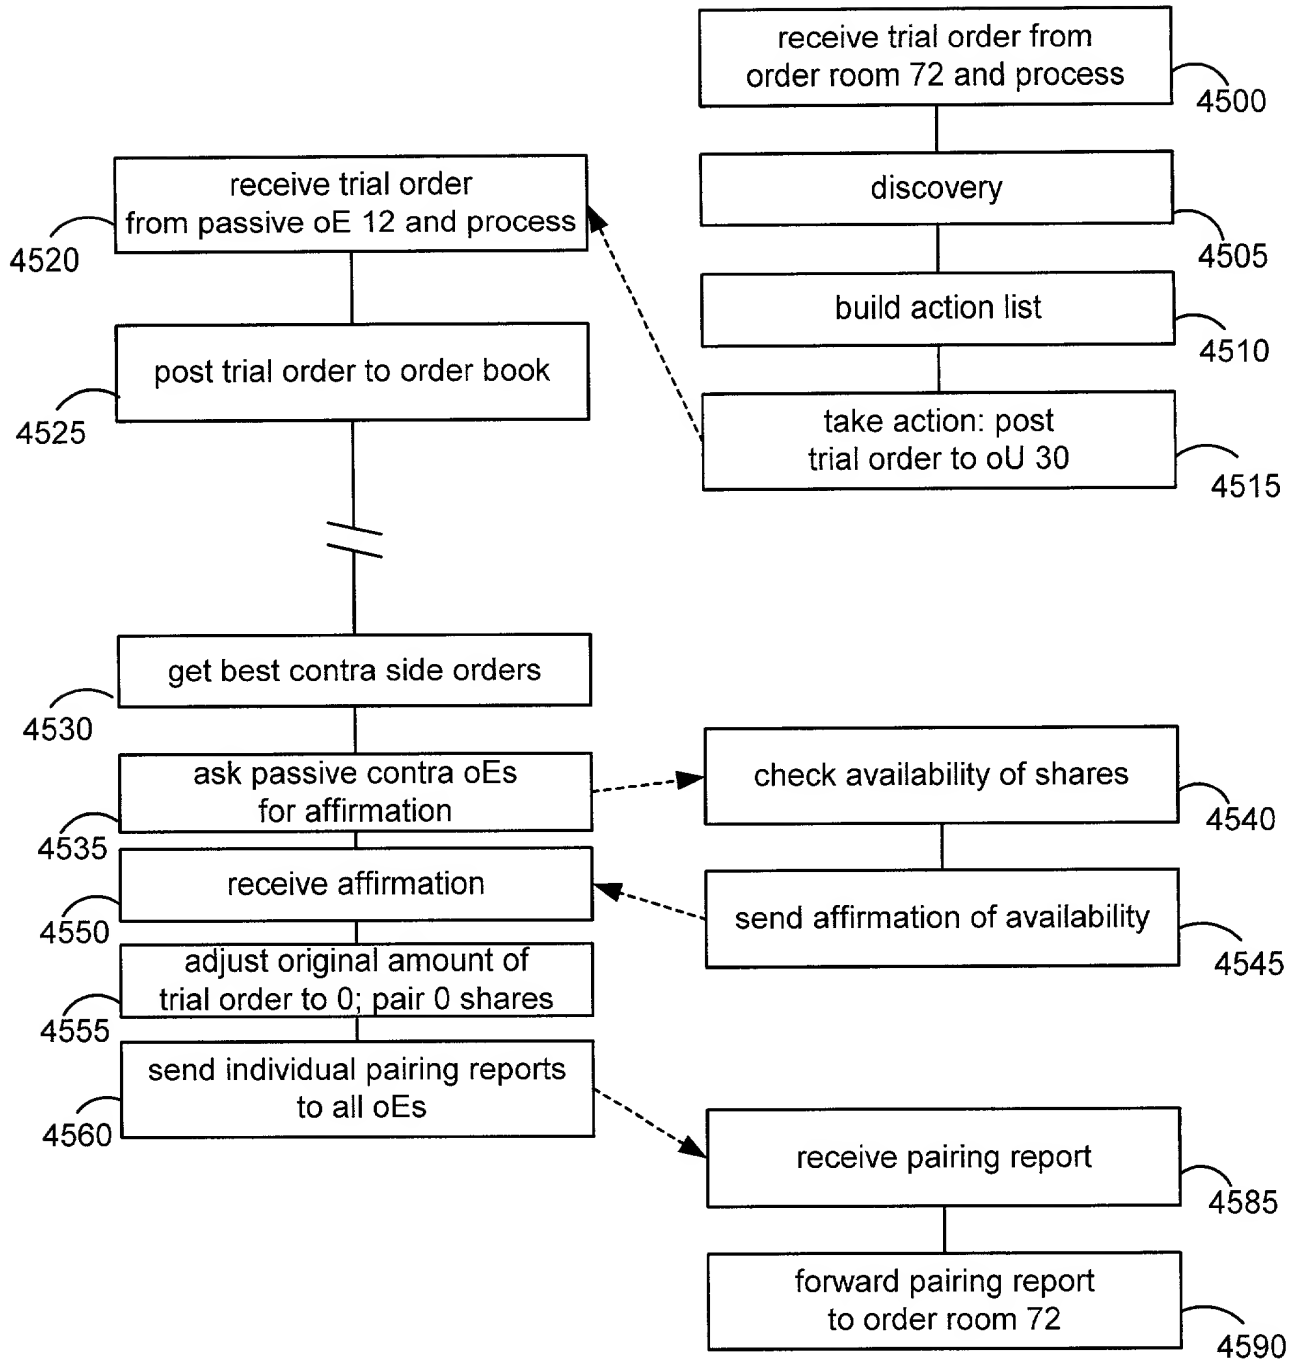 receive trial order from
order room 72 and process
4500
discovery
4505
build action list
4510
take action: post
trial order to oU 30
4515
receive trial order
from passive oE 12 and process
4520
post trial order to order book
4525
get best contra side orders
4530
ask passive contra oEs
for affirmation
4535
check availability of shares
4540
send affirmation of availability
4545
receive affirmation
4550
adjust original amount of
trial order to 0; pair 0 shares
4555
send individual pairing reports
to all oEs
4560
receive pairing report
4585
forward pairing report
to order room 72
4590